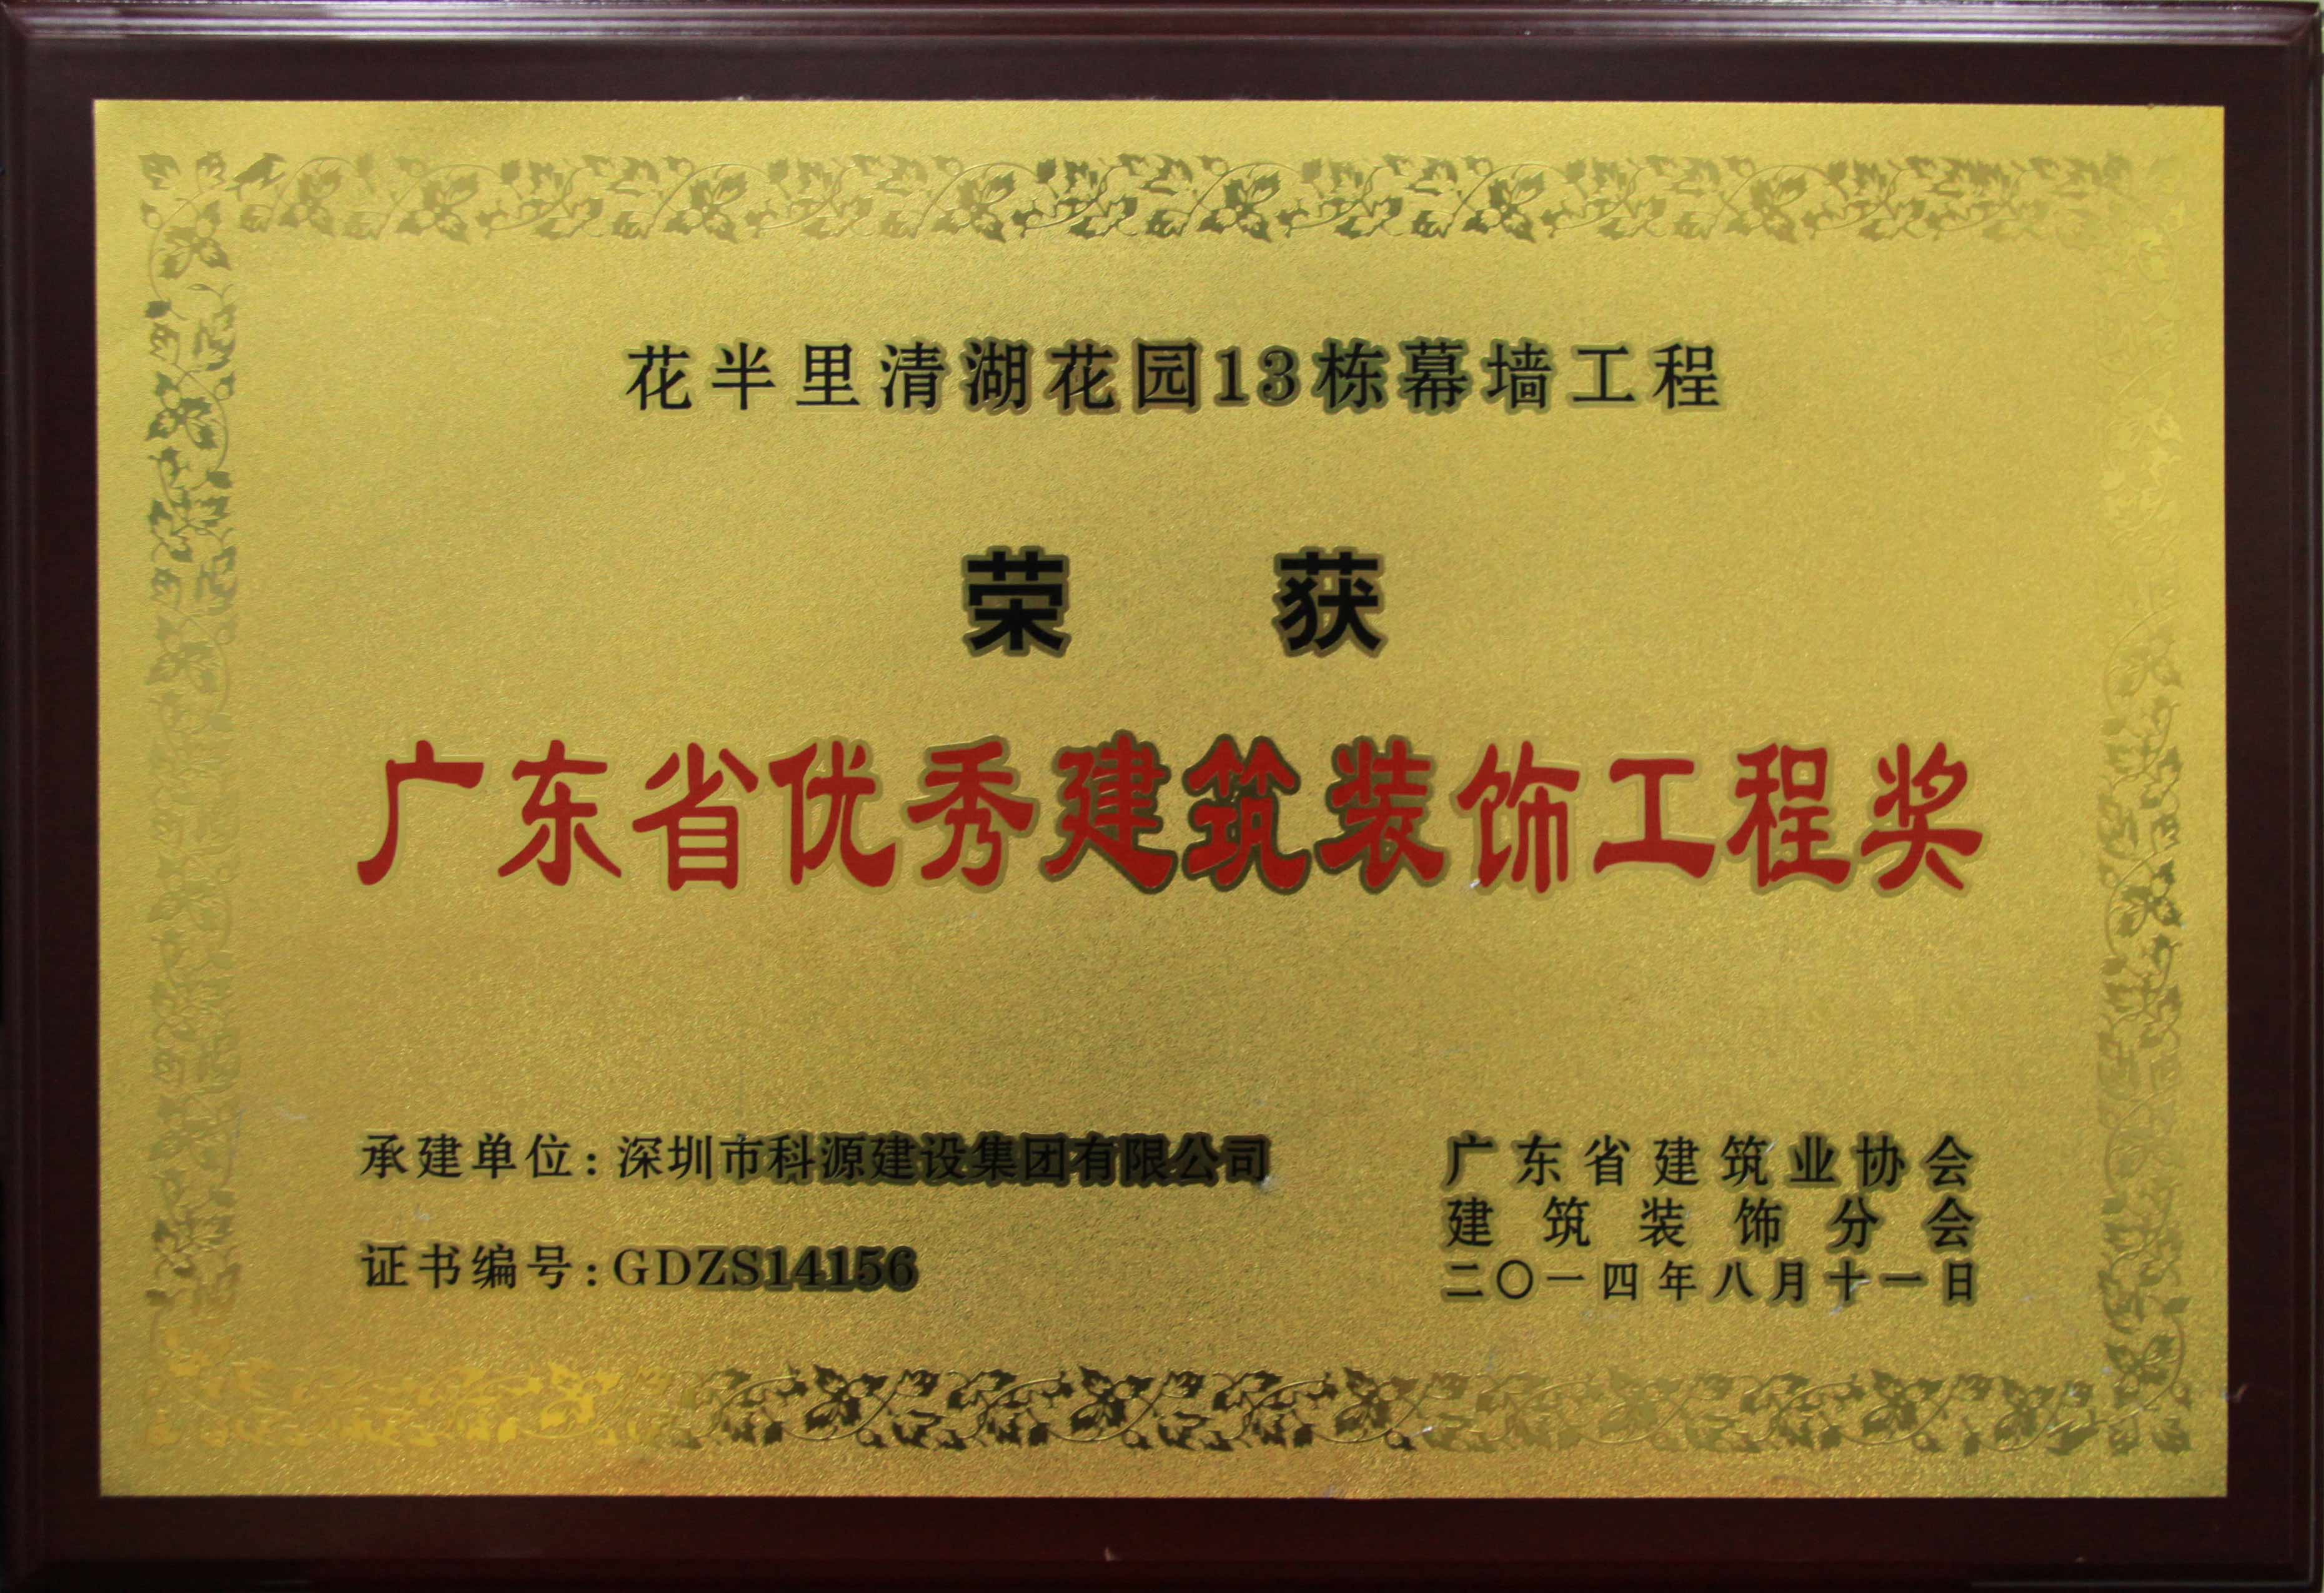 花半里清湖花园13栋幕墙工程
荣 获
广东省优秀建筑装饰工程奖
承建单位：深圳市科源建设集团有限公司
证书编号：GDZS14156
广东省建筑业协会
建筑装饰分会
二〇一四年八月十一日